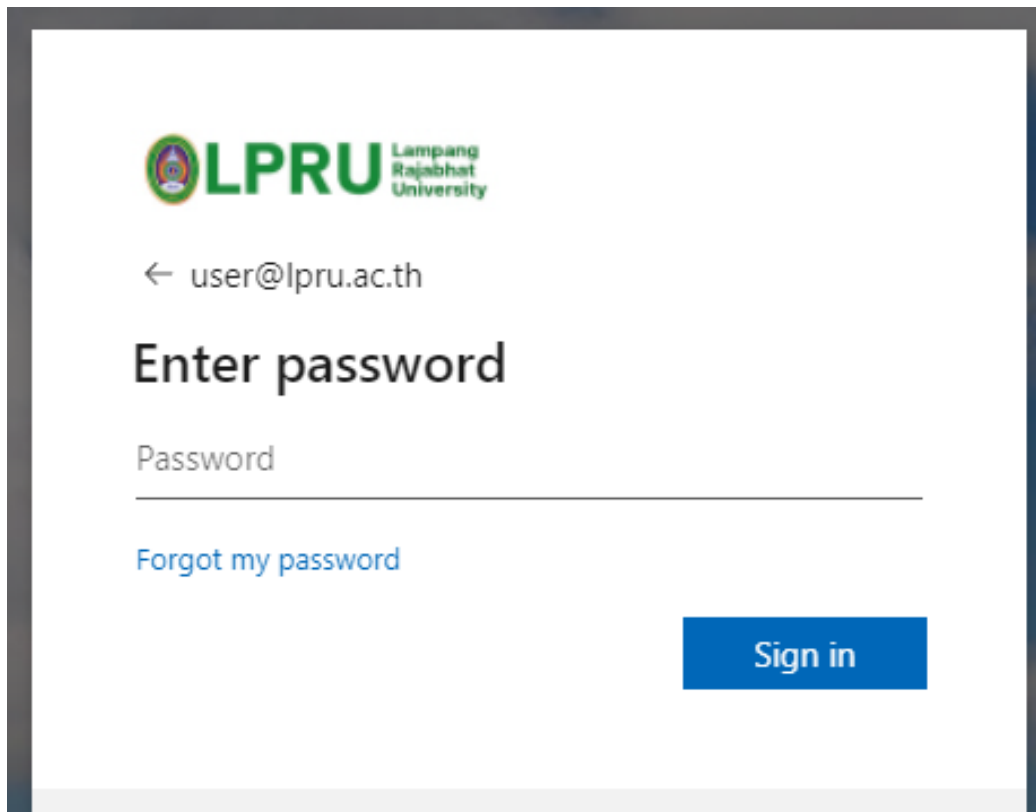 LPRU
Lampang
Rajabhat
University
← user@lpru.ac.th
Enter password
Password
Forgot my password
Sign in